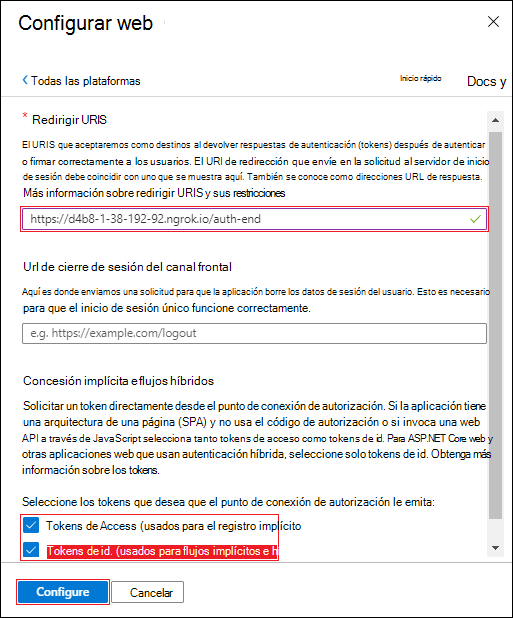 Configurar web
Todas las plataformas
Inicio rápido
Docs y
* Redirigir URIS
El URIS que aceptaremos como destinos al devolver respuestas de autenticación (tokens) después de autenticar
o firmar correctamente a los usuarios. El URI de redirección que envíe en la solicitud al servidor de inicio
de sesión debe coincidir con uno que se muestra aquí. También se conoce como direcciones URL de respuesta.
Más información sobre redirigir URIS y sus restricciones
https://d4b8-1-38-192-92.ngrok.io/auth-end
Url de cierre de sesión del canal frontal
Aquí es donde enviamos una solicitud para que la aplicación borre los datos de sesión del usuario. Esto es necesario
para que el inicio de sesión único funcione correctamente.
e.g. https://example.com/logout
Concesión implícita e flujos híbridos
Solicitar un token directamente desde el punto de conexión de autorización. Si la aplicación tiene
una arquitectura de una página (SPA) y no usa el código de autorización o si invoca una web
API a través de JavaScript selecciona tanto tokens de acceso como tokens de id. Para ASP.NET Core web y
otras aplicaciones web que usan autenticación híbrida, seleccione solo tokens de id. Obtenga más
información sobre los tokens.
Seleccione los tokens que desea que el punto de conexión de autorización le emita:
Tokens de Access (usados para el registro implícito
Tokens de id. (usados para flujos implícitos e h
Configure
Cancelar